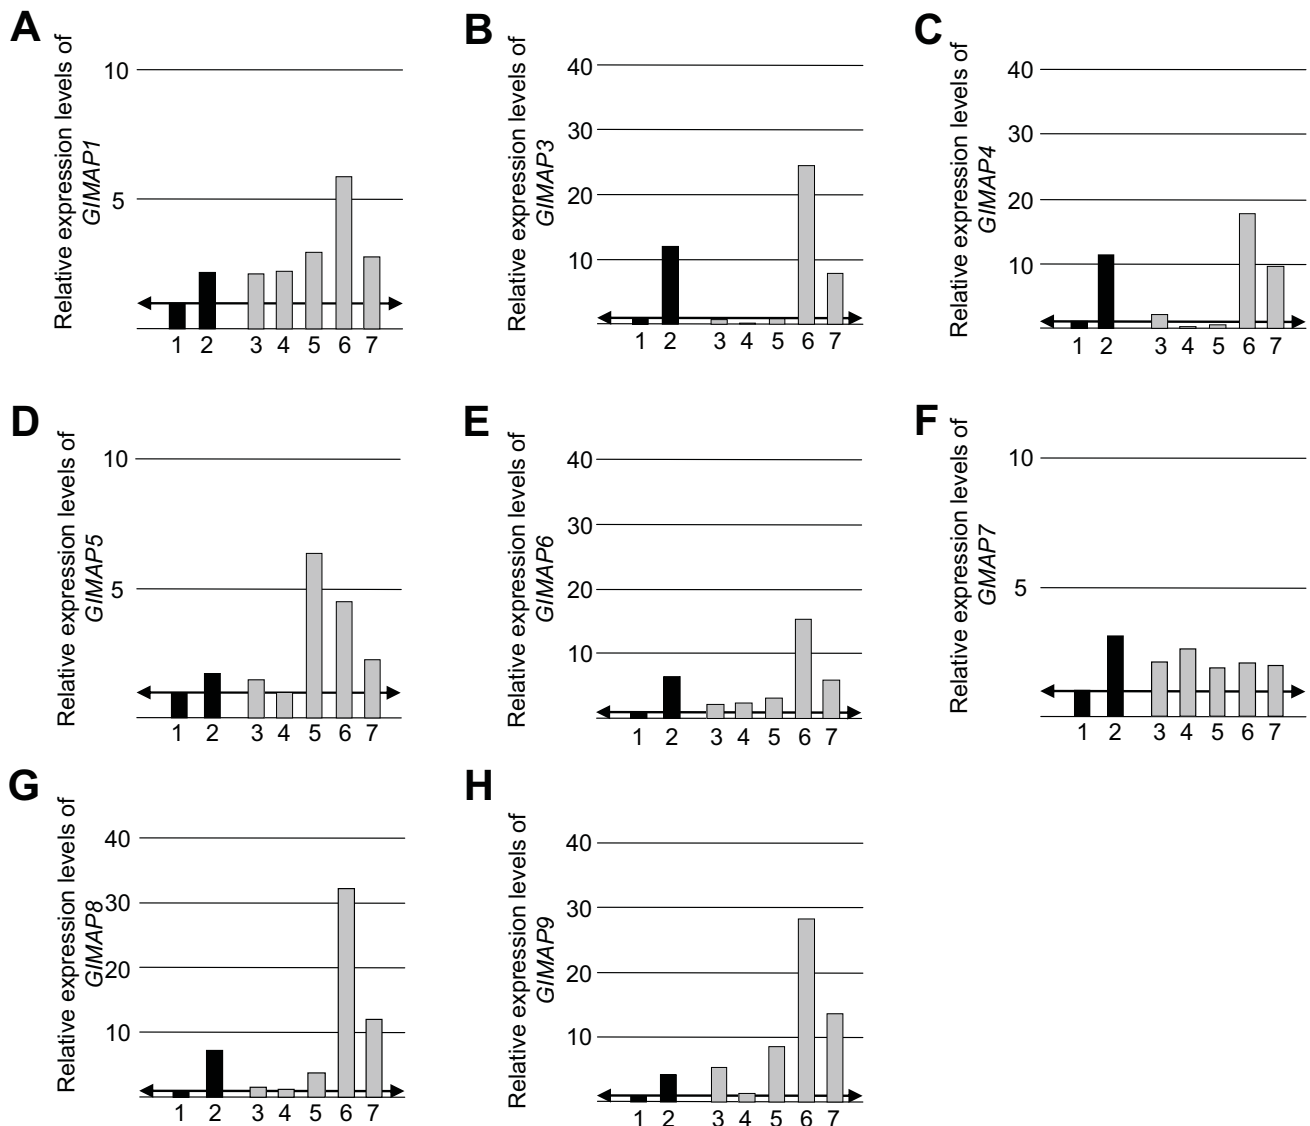 A
Relative expression levels of
GIMAP1
10
5
1 2 3 4 5 6 7
B
Relative expression levels of
GIMAP3
40
30
20
10
1 2 3 4 5 6 7
C
Relative expression levels of
GIMAP4
40
30
20
10
1 2 3 4 5 6 7
D
Relative expression levels of
GIMAP5
10
5
1 2 3 4 5 6 7
E
Relative expression levels of
GIMAP6
40
30
20
10
1 2 3 4 5 6 7
F
Relative expression levels of
GMAP7
10
5
1 2 3 4 5 6 7
G
Relative expression levels of
GIMAP8
40
30
20
10
1 2 3 4 5 6 7
H
Relative expression levels of
GIMAP9
40
30
20
10
1 2 3 4 5 6 7